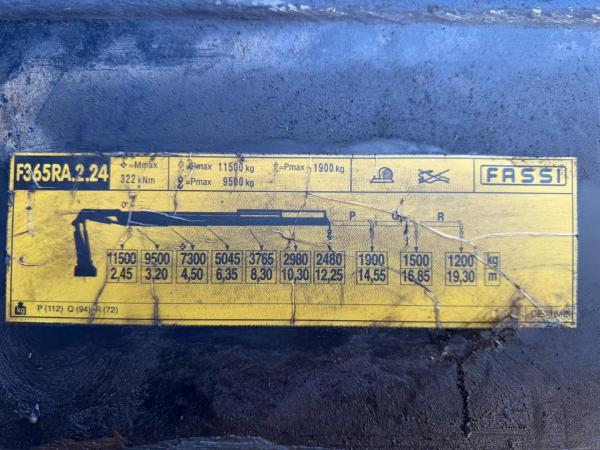 F365RA.2.24
=Mmax
322 kNm
=Pmax 11500 kg
=Pmax 9500 kg
=Pmax 1900 kg
FASSI
0°
P R
11500 9500 7300 5045 3765 2980 2480 1900 1500 1200 kg
2,45 3,20 4,50 6,35 8,30 10,30 12,25 14,55 16,85 19,30 m
kg
P (112) Q (94) R (72)